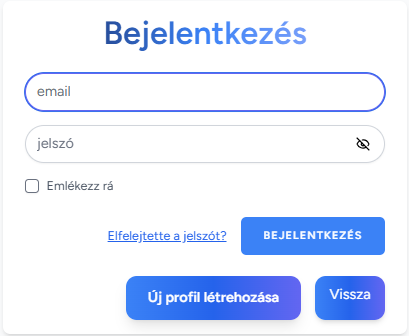 Bejelentkezés
email
jelszó
Emlékezz rá
Elfelejtette a jelszót? BEJELENTKEZÉS
Új profil létrehozása Vissza